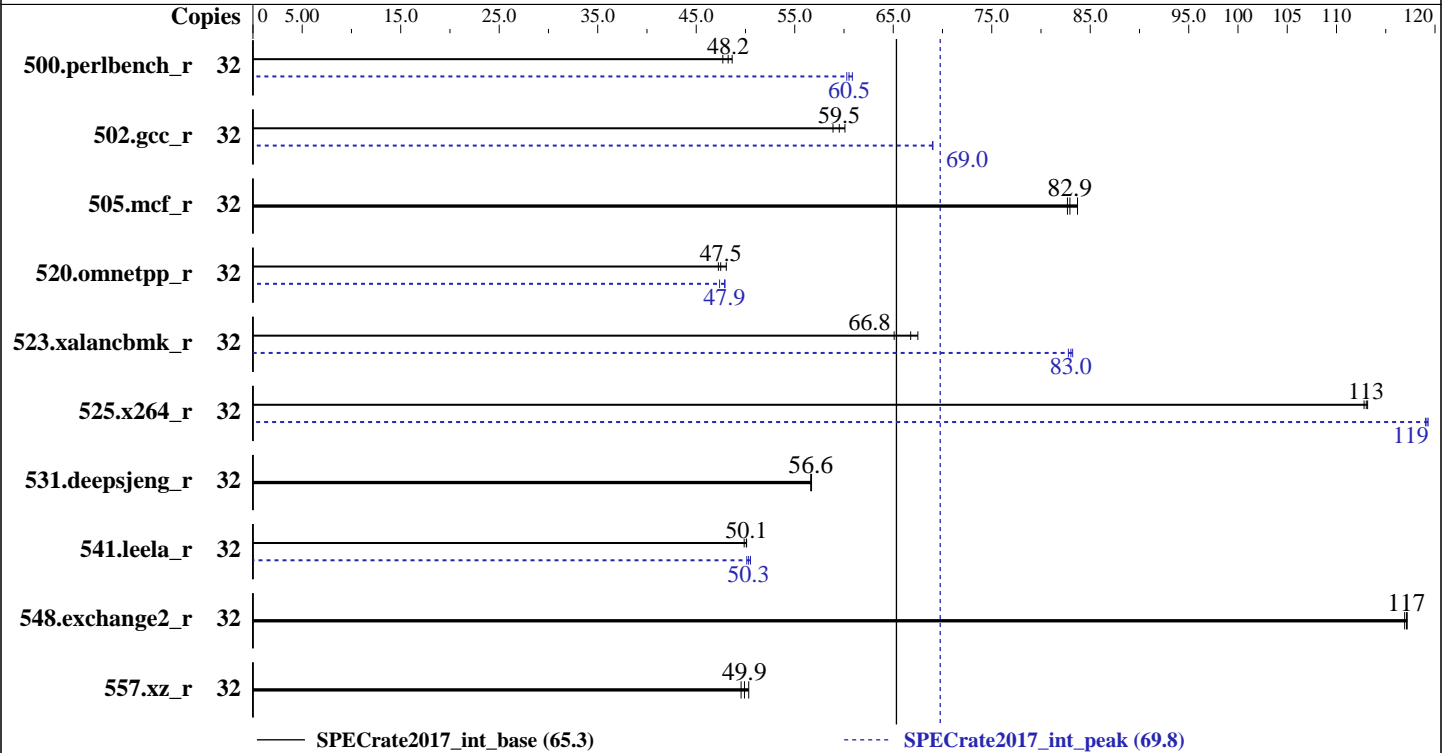 Copies 0 5.00 15.0 25.0 35.0 45.0 55.0 65.0 75.0 85.0 95.0 100 105 110 120
48.2
500.perlbench_r 32
60.5
59.5
502.gcc_r 32
69.0
82.9
505.mcf_r 32
47.5
520.omnetpp_r 32
47.9
66.8
523.xalancbmk_r 32
83.0
113
525.x264_r 32
119
56.6
531.deepsjeng_r 32
50.1
541.leela_r 32
50.3
117
548.exchange2_r 32
49.9
557.xz_r 32
SPECrate2017_int_base (65.3) SPECrate2017_int_peak (69.8)